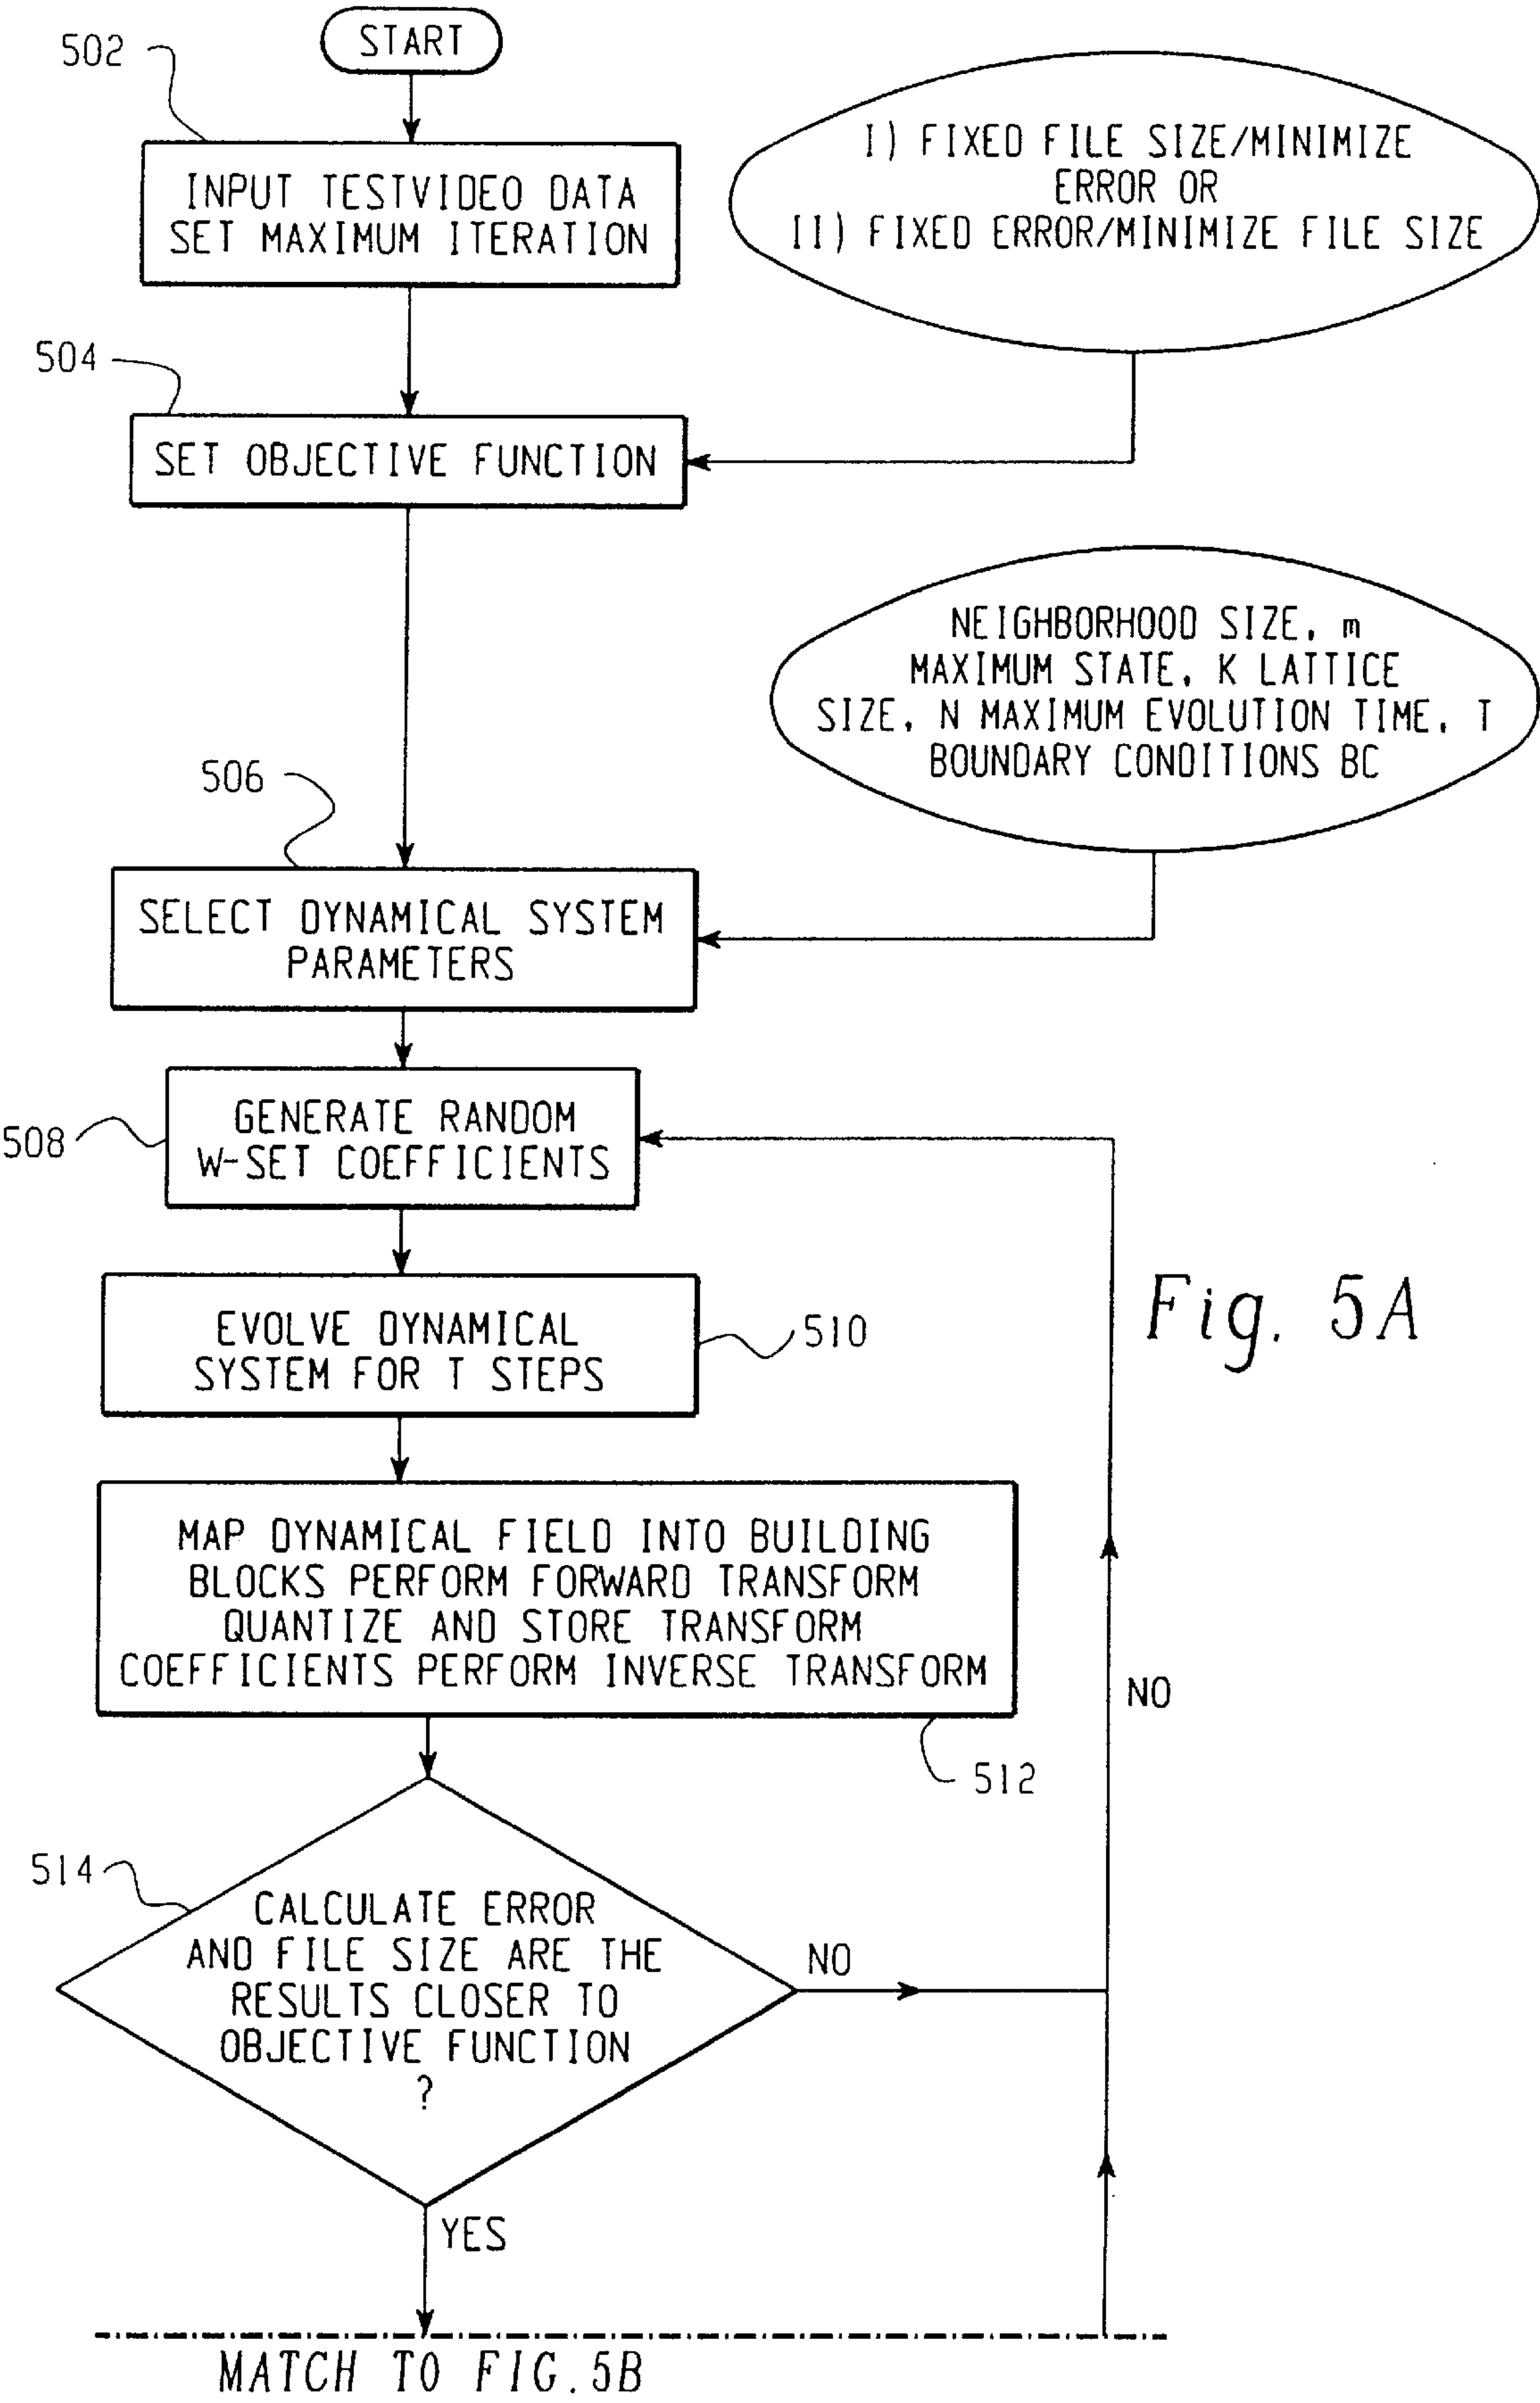 START
502
INPUT TESTVIDEO DATA
SET MAXIMUM ITERATION
I) FIXED FILE SIZE/MINIMIZE
ERROR OR
II) FIXED ERROR/MINIMIZE FILE SIZE
504
SET OBJECTIVE FUNCTION
NEIGHBORHOOD SIZE, m
MAXIMUM STATE, K LATTICE
SIZE, N MAXIMUM EVOLUTION TIME, T
BOUNDARY CONDITIONS BC
506
SELECT DYNAMICAL SYSTEM
PARAMETERS
508
GENERATE RANDOM
W-SET COEFFICIENTS
EVOLVE DYNAMICAL
SYSTEM FOR T STEPS
510
Fig. 5A
MAP DYNAMICAL FIELD INTO BUILDING
BLOCKS PERFORM FORWARD TRANSFORM
QUANTIZE AND STORE TRANSFORM
COEFFICIENTS PERFORM INVERSE TRANSFORM
NO
512
514
CALCULATE ERROR
AND FILE SIZE ARE THE
RESULTS CLOSER TO
OBJECTIVE FUNCTION
?
NO
YES
MATCH TO FIG.5B